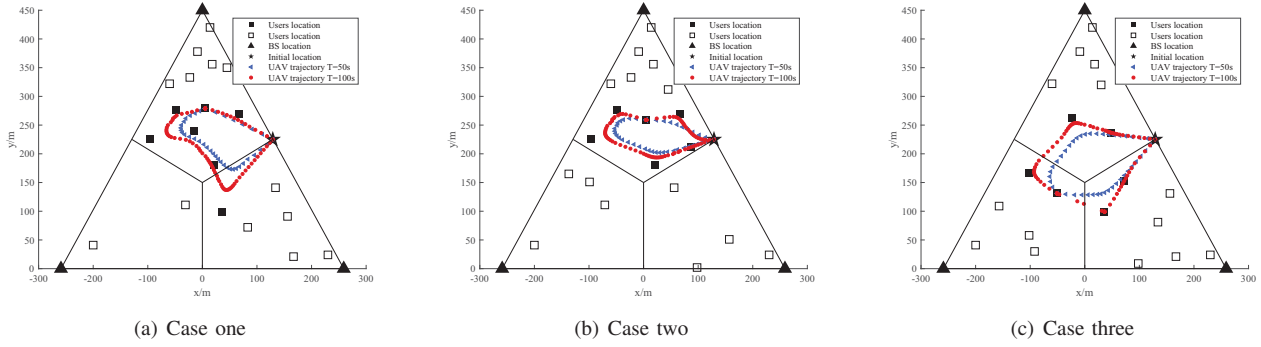 450
400
350
300
250
200
150
100
50
0
y/m
-300
-200
-100
0
100
200
300
x/m
Users location
Users location
BS location
Initial location
UAV trajectory T=50s
UAV trajectory T=100s
(a) Case one
450
400
350
300
250
200
150
100
50
0
y/m
-300
-200
-100
0
100
200
300
x/m
Users location
Users location
BS location
Initial location
UAV trajectory T=50s
UAV trajectory T=100s
(b) Case two
450
400
350
300
250
200
150
100
50
0
y/m
-300
-200
-100
0
100
200
300
x/m
Users location
Users location
BS location
Initial location
UAV trajectory T=50s
UAV trajectory T=100s
(c) Case three